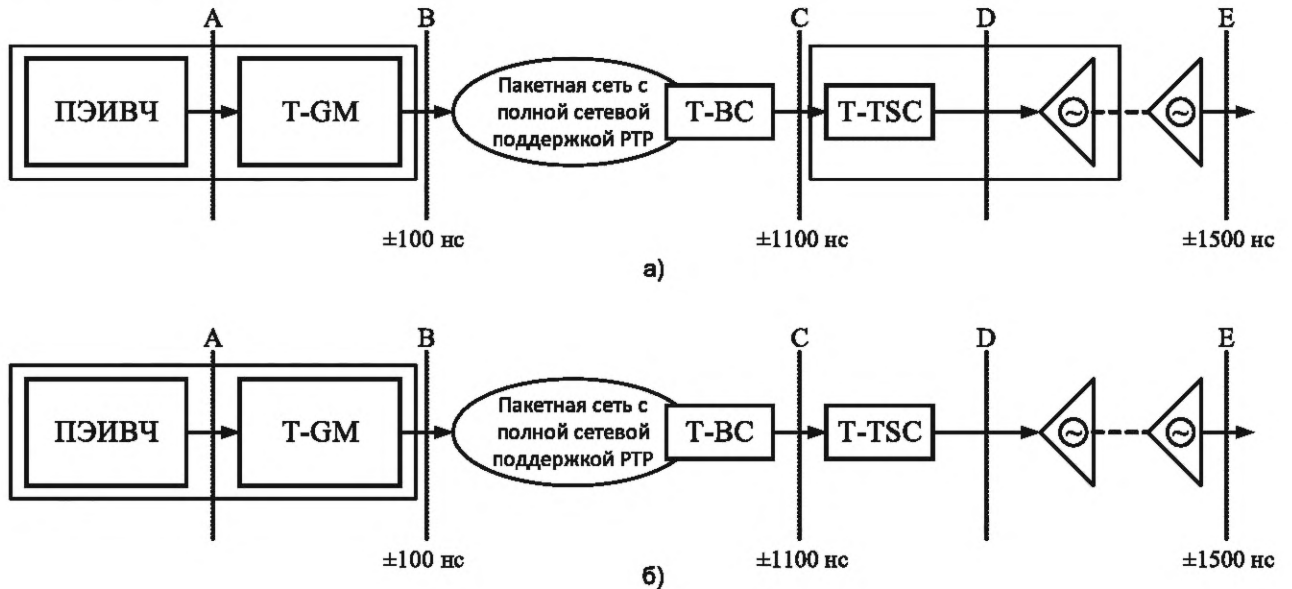 A B C D E
ПЭИВЧ
T-GM
Пакетная сеть с
полной сетевой
поддержкой PTP
T-BC
T-TSC
~
~
±100 нс
±1100 нс
±1500 нс
а)
A B C D E
ПЭИВЧ
T-GM
Пакетная сеть с
полной сетевой
поддержкой PTP
T-BC
T-TSC
~
~
±100 нс
±1100 нс
±1500 нс
б)